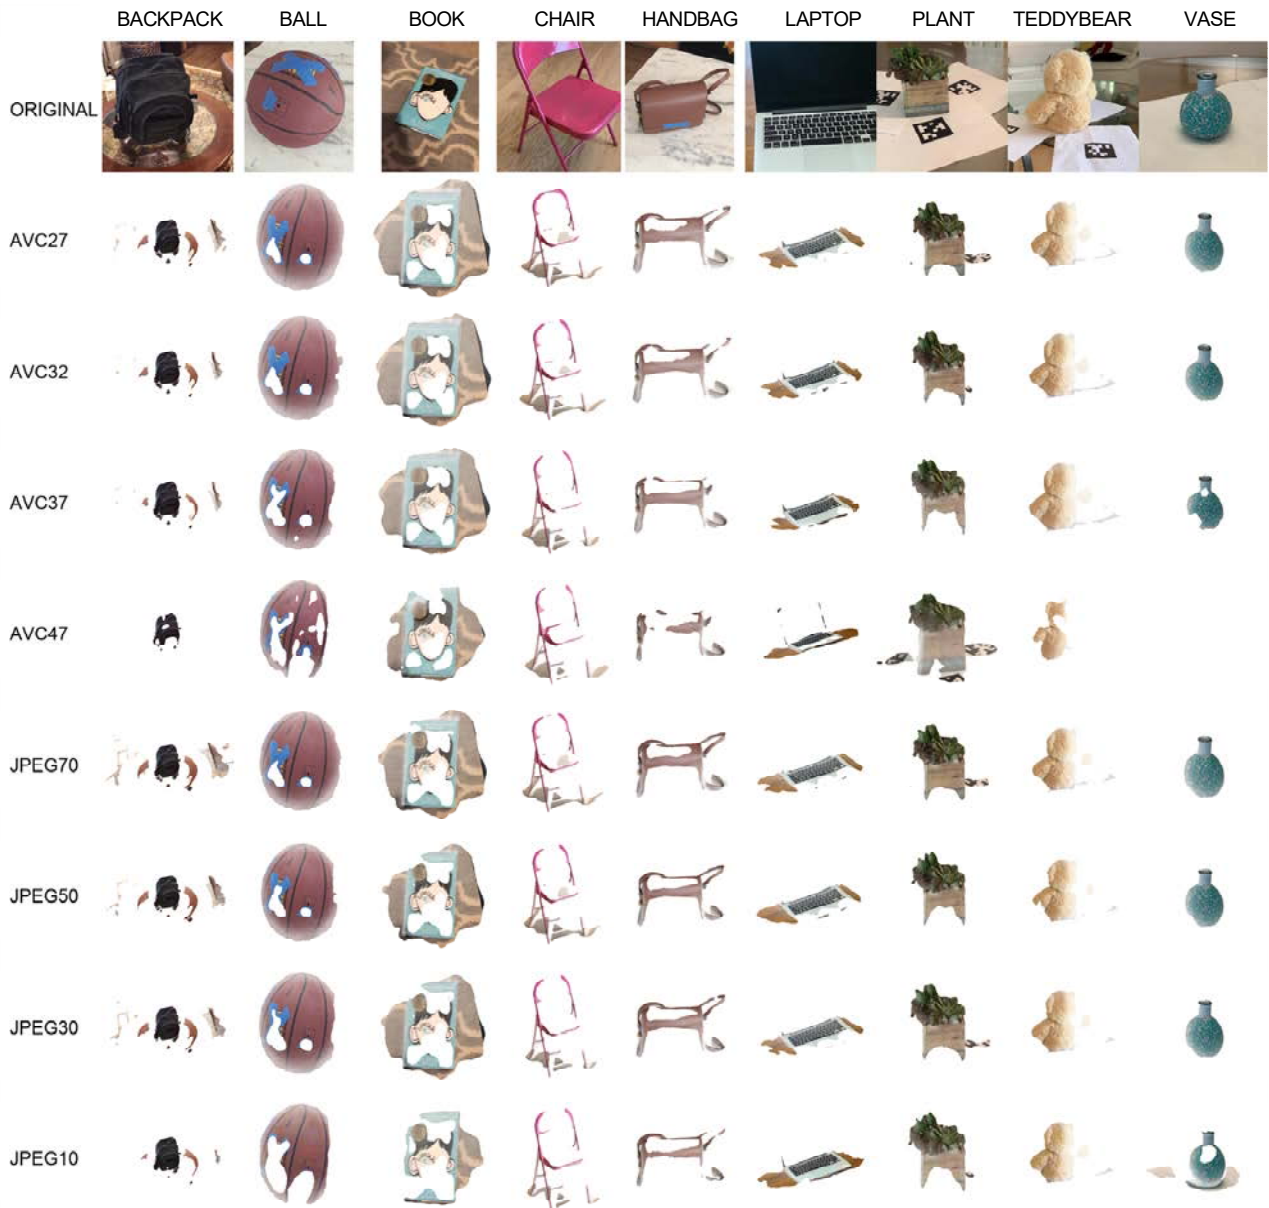 BACKPACK BALL BOOK CHAIR HANDBAG LAPTOP PLANT TEDDYBEAR VASE
ORIGINAL
AVC27
AVC32
AVC37
AVC47
JPEG70
JPEG50
JPEG30
JPEG10